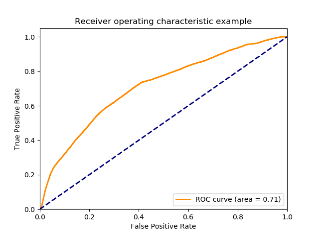 Receiver operating characteristic example
1.0
0.8
0.6
0.4
0.2
0.0
True Positive Rate
ROC curve (area = 0.71)
0.0 0.2 0.4 0.6 0.8 1.0
False Positive Rate